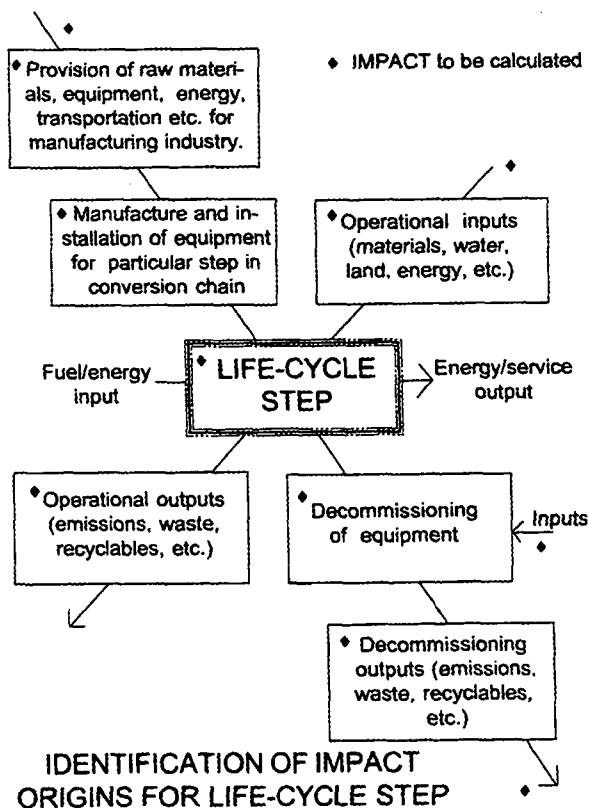 ♦ Provision of raw materi-
als, equipment, energy,
transportation etc. for
manufacturing industry.
♦ IMPACT to be calculated
♦ Manufacture and in-
stallation of equipment
for particular step in
conversion chain
♦ Operational inputs
(materials, water,
land, energy, etc.)
Fuel/energy
input
♦ LIFE-CYCLE
STEP
Energy/service
output
♦ Operational outputs
(emissions, waste,
recyclables, etc.)
♦ Decommissioning
of equipment
Inputs
♦ Decommissioning
outputs (emissions,
waste, recyclables,
etc.)
IDENTIFICATION OF IMPACT
ORIGINS FOR LIFE-CYCLE STEP